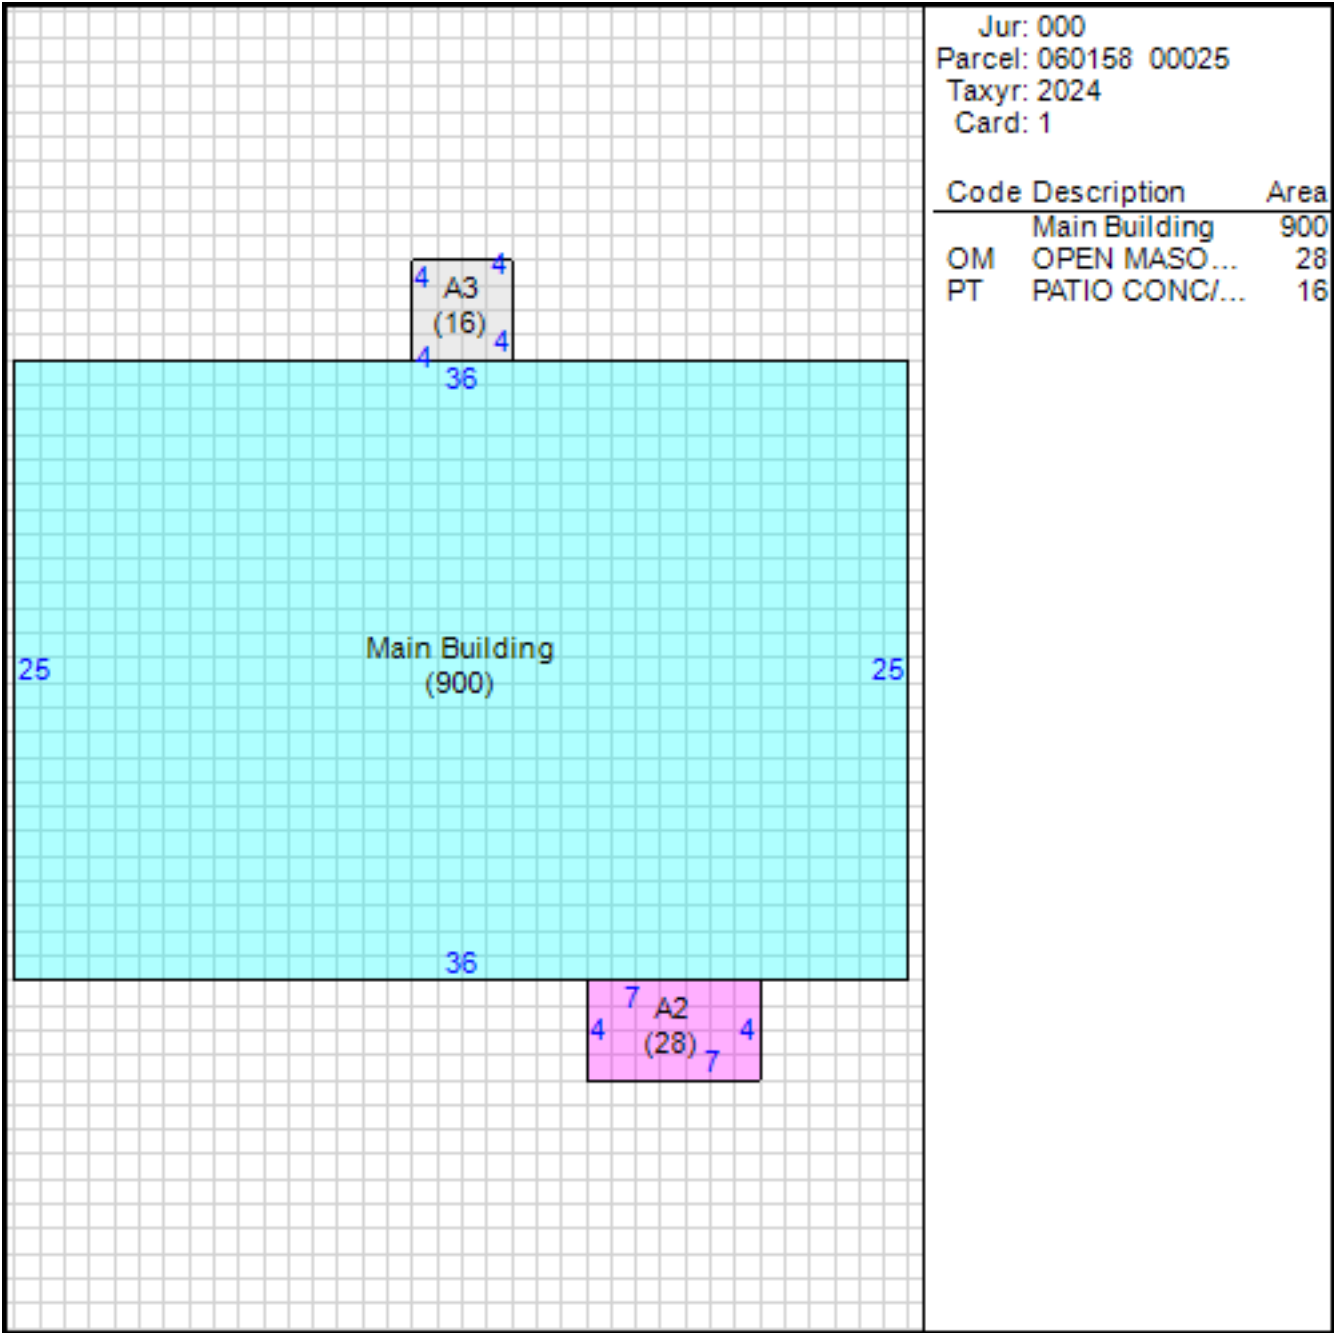 Jur: 000
Parcel: 060158 00025
Taxyr: 2024
Card: 1
Code Description Area
Main Building 900
OM OPEN MASO... 28
PT PATIO CONC/... 16
4 4
A3
(16)
4 4
36
Main Building
(900)
25 25
36
7 A2
4 (28) 4
7